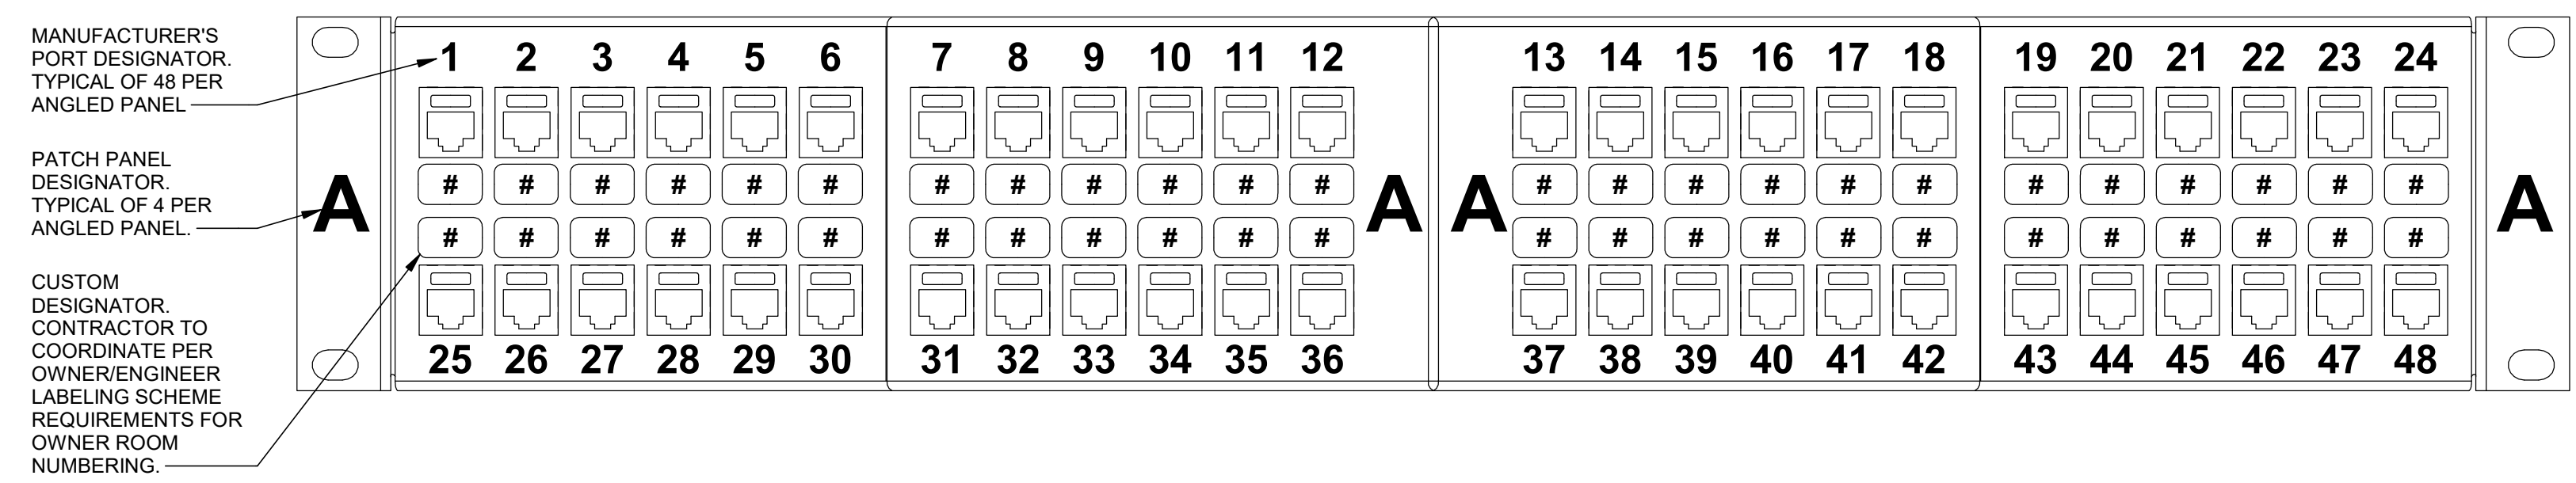 MANUFACTURER'S
PORT DESIGNATOR.
TYPICAL OF 48 PER
ANGLED PANEL
PATCH PANEL
DESIGNATOR.
TYPICAL OF 4 PER
ANGLED PANEL.
CUSTOM
DESIGNATOR.
CONTRACTOR TO
COORDINATE PER
OWNER/ENGINEER
LABELING SCHEME
REQUIREMENTS FOR
OWNER ROOM
NUMBERING.
1 2 3 4 5 6 7 8 9 10 11 12 13 14 15 16 17 18 19 20 21 22 23 24
# # # # # # # # # # # # # # # # # # # # # # # #
A A A A
# # # # # # # # # # # # # # # # # # # # # # # #
25 26 27 28 29 30 31 32 33 34 35 36 37 38 39 40 41 42 43 44 45 46 47 48